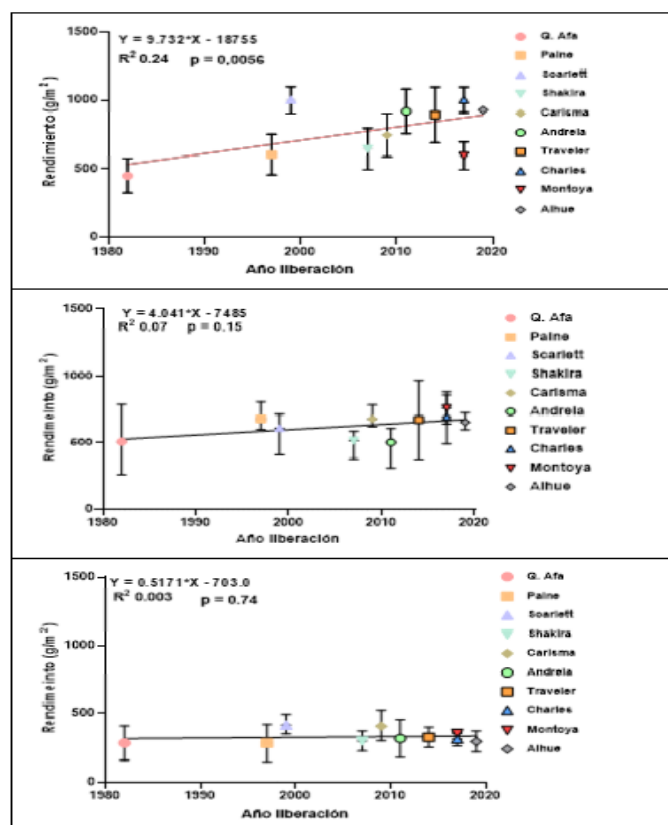 Y = 9.732*X - 18755
R² 0.24 p = 0,0056
Rendimiento (g/m²)
1500
1000
500
0
1980
1990
2000
2010
2020
Año liberación
Q. Afa
Paine
Scarlett
Shakira
Carisma
Andreia
Traveler
Charles
Montoya
Alhue
Y = 4.041*X - 7485
R² 0.07 p = 0.15
Rendimeinto (g/m²)
1500
1000
500
0
1980
1990
2000
2010
2020
Año liberación
Q. Afa
Paine
Scarlett
Shakira
Carisma
Andreia
Traveler
Charles
Montoya
Alhue
Y = 0.5171*X - 703.0
R² 0.003 p = 0.74
Rendimeinto (g/m²)
1500
1000
500
0
1980
1990
2000
2010
2020
Año liberación
Q. Afa
Paine
Scarlett
Shakira
Carisma
Andreia
Traveler
Charles
Montoya
Alhue